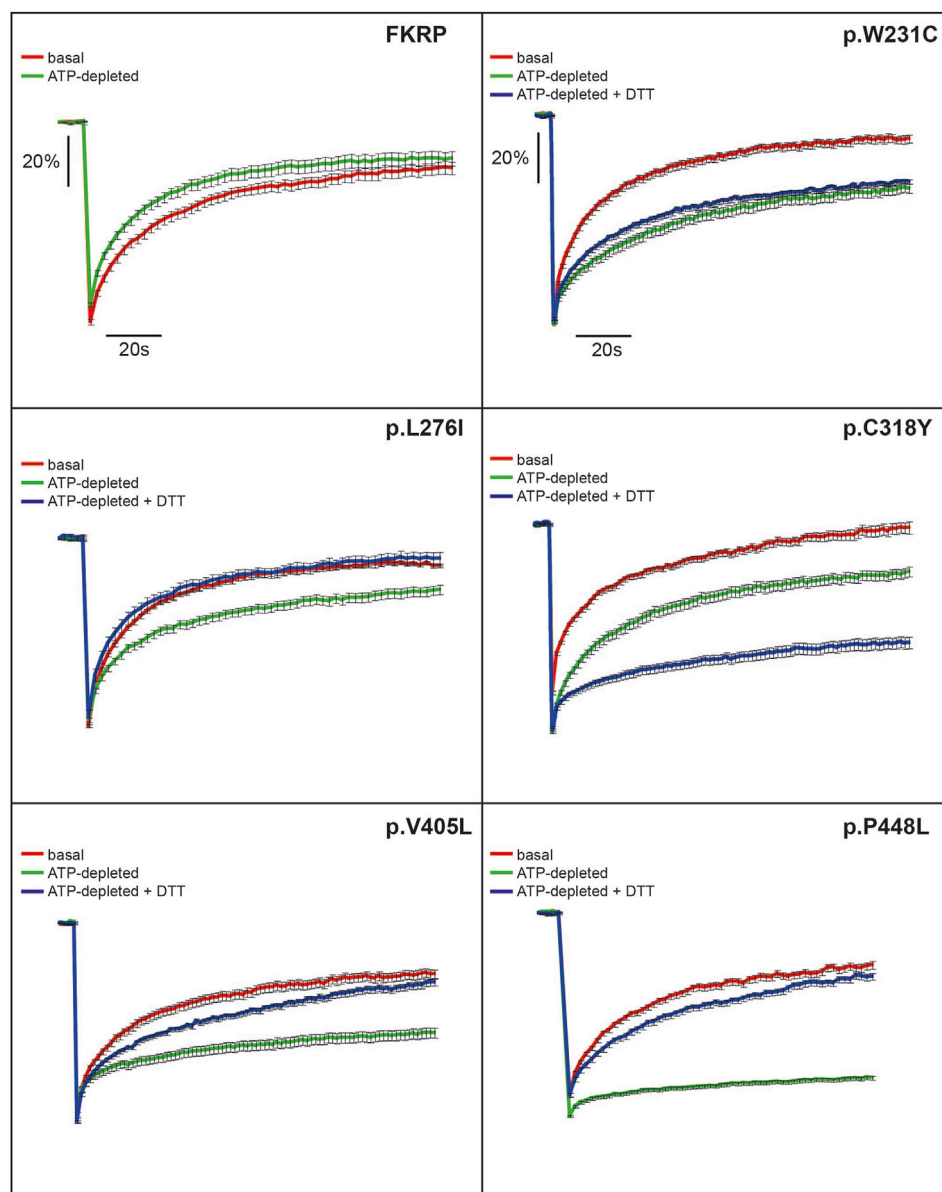 FKRP
basal
ATP-depleted
20%
20s
p.W231C
basal
ATP-depleted
ATP-depleted + DTT
20%
20s
p.L276I
basal
ATP-depleted
ATP-depleted + DTT
p.C318Y
basal
ATP-depleted
ATP-depleted + DTT
p.V405L
basal
ATP-depleted
ATP-depleted + DTT
p.P448L
basal
ATP-depleted
ATP-depleted + DTT